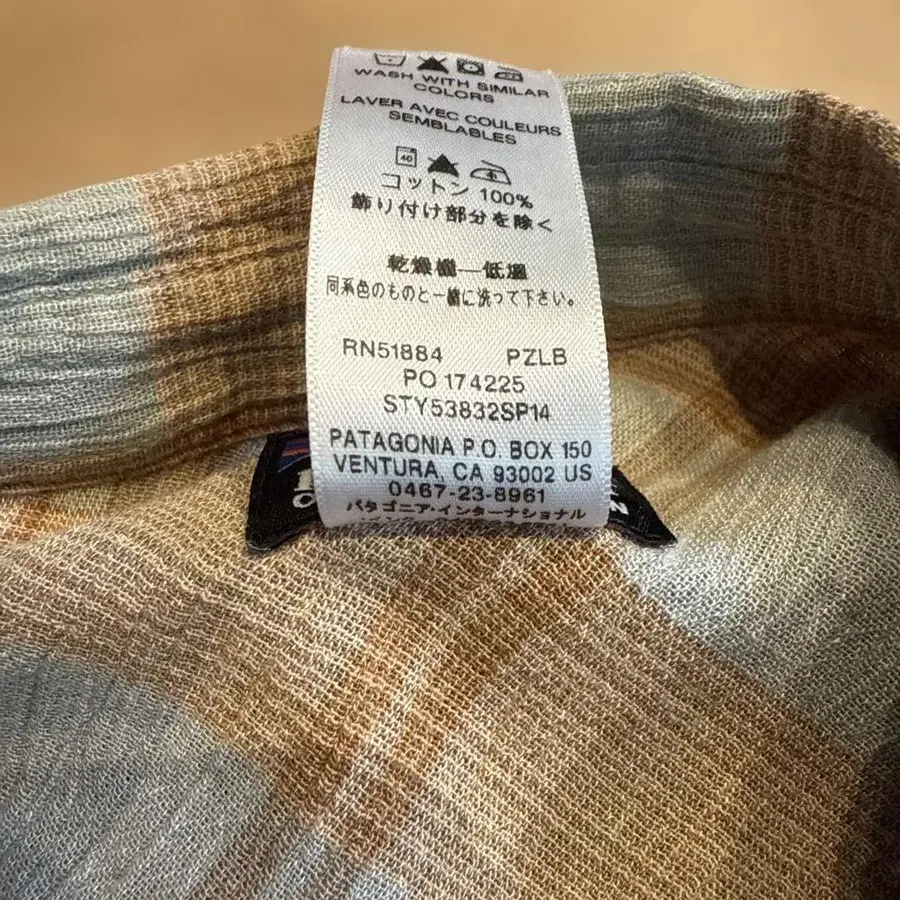 WASH WITH SIMILAR
COLORS
LAVER AVEC COULEURS
SEMBLABLES
40
コットン 100%
飾り付け部分を除く
乾燥機—低温
同系色のものと一緒に洗って下さい。
RN51884 PZLB
PO 174225
STY53832SP14
PATAGONIA P.O. BOX 150
VENTURA, CA 93002 US
0467-23-8961
パタゴニア・インターナショナル